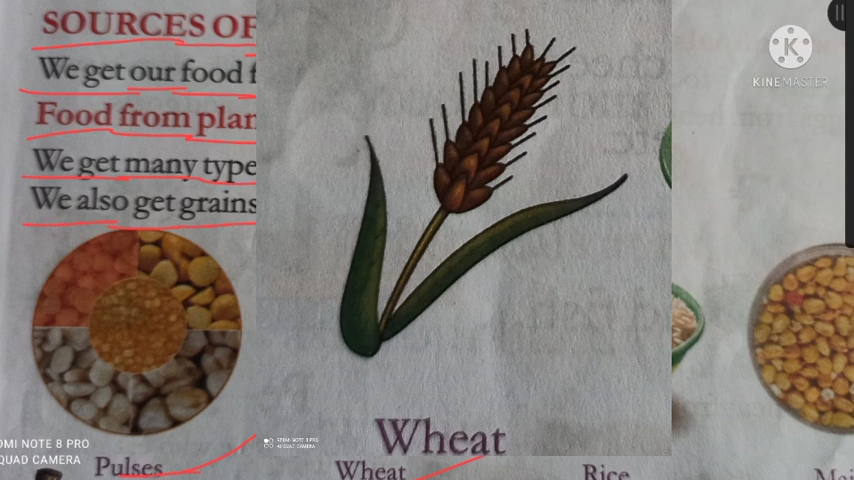 SOURCES OF
We get our food f
Food from plan
We get many type
We also get grains
KINEMASTER
OMI NOTE 8 PRO
QUAD CAMERA
Wheat
Pulses
Wheat
Rice